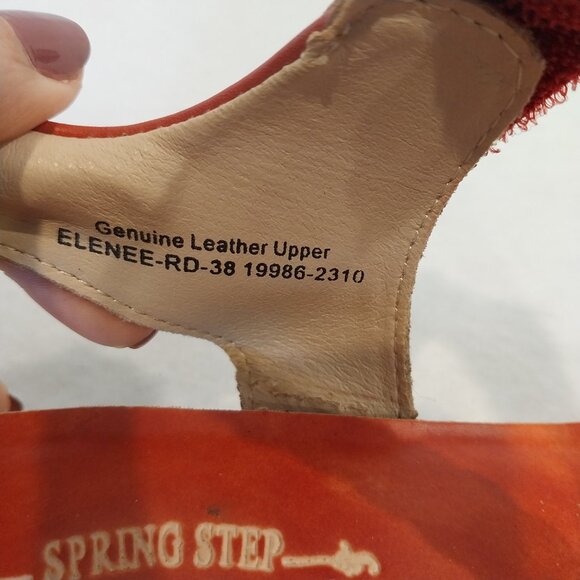 Genuine Leather Upper
ELENEE-RD-38 19986-2310
SPRING STEP